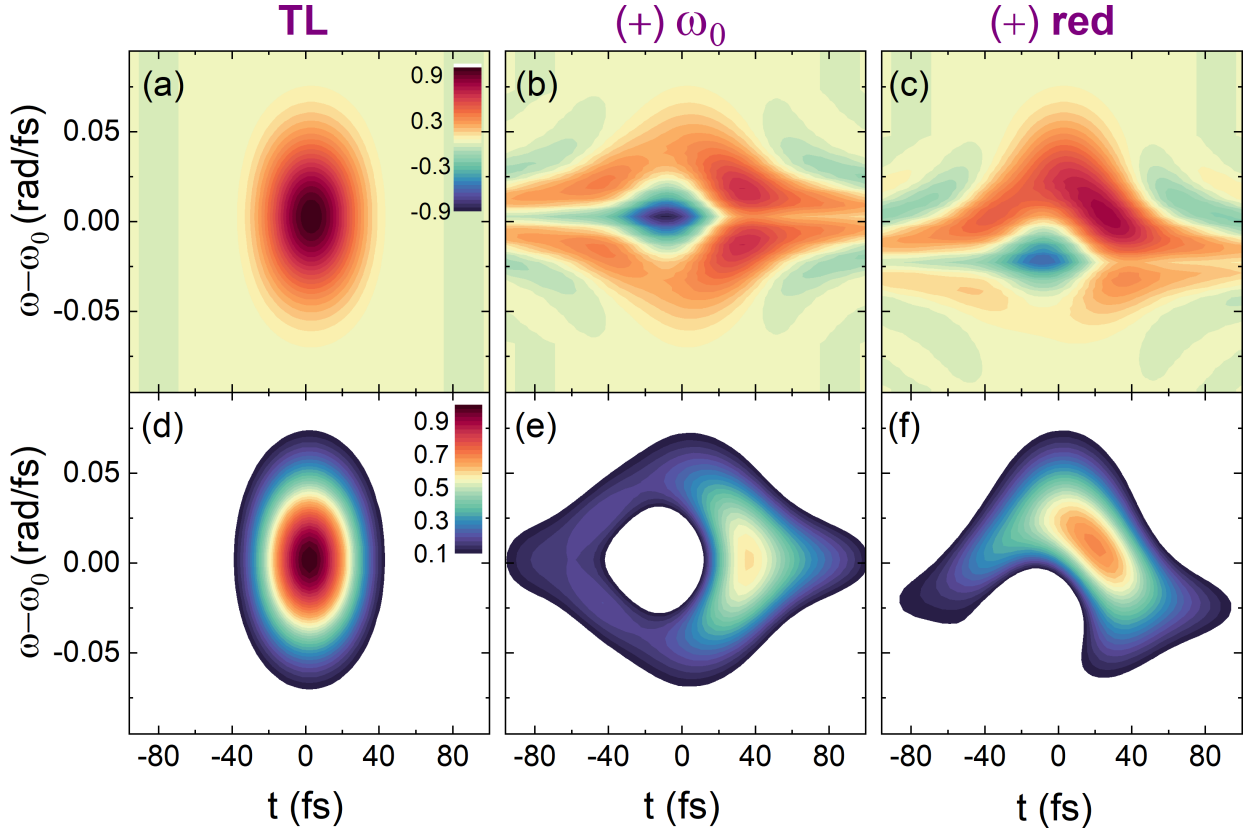 TL (+) ω₀ (+) red
(a) (b) (c)
0.9
0.3
-0.3
-0.9
0.05
0.00
-0.05
ω−ω₀ (rad/fs)
(d) (e) (f)
0.9
0.7
0.5
0.3
0.1
0.05
0.00
-0.05
ω−ω₀ (rad/fs)
-80 -40 0 40 80 -80 -40 0 40 80 -80 -40 0 40 80
t (fs) t (fs) t (fs)